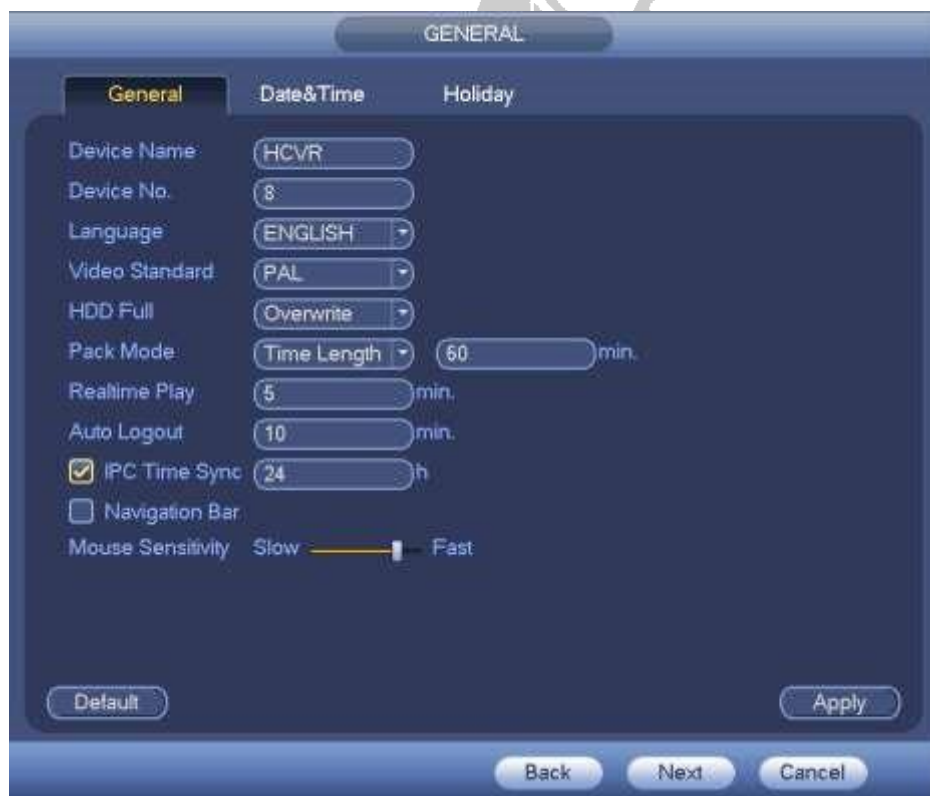 GENERAL
General Date&Time Holiday
Device Name HCVR
Device No. 8
Language ENGLISH
Video Standard PAL
HDD Full Overwrite
Pack Mode Time Length 60 min.
Realtime Play 5 min.
Auto Logout 10 min.
IPC Time Sync 24 h
Navigation Bar
Mouse Sensitivity Slow Fast
Default Apply
Back Next Cancel